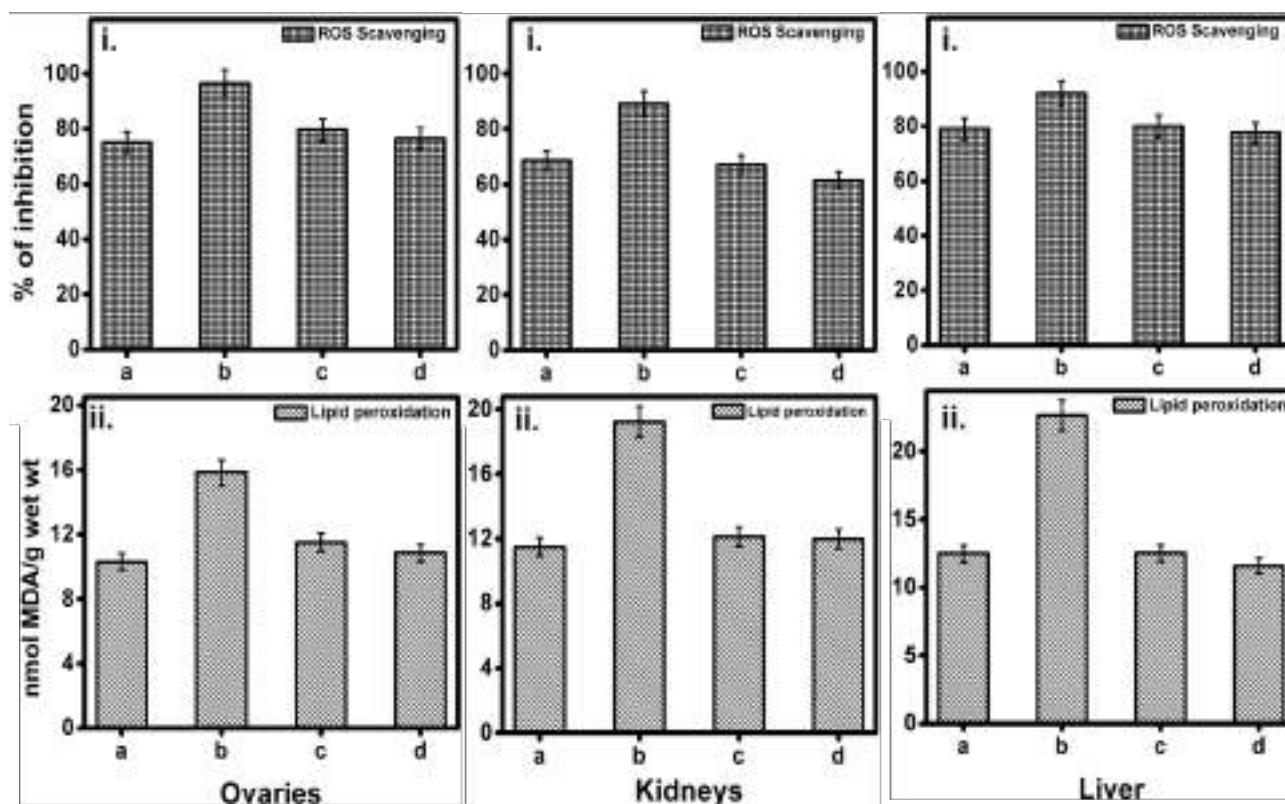 i.
ROS Scavenging
% of inhibition
100
80
60
40
20
0
a b c d
i.
ROS Scavenging
100
80
60
40
20
0
a b c d
i.
ROS Scavenging
100
80
60
40
20
0
a b c d
ii.
Lipid peroxidation
nmol MDA/g wet wt
20
16
12
8
4
0
a b c d
Ovaries
ii.
Lipid peroxidation
20
16
12
8
4
0
a b c d
Kidneys
ii.
Lipid peroxidation
20
15
10
5
0
a b c d
Liver